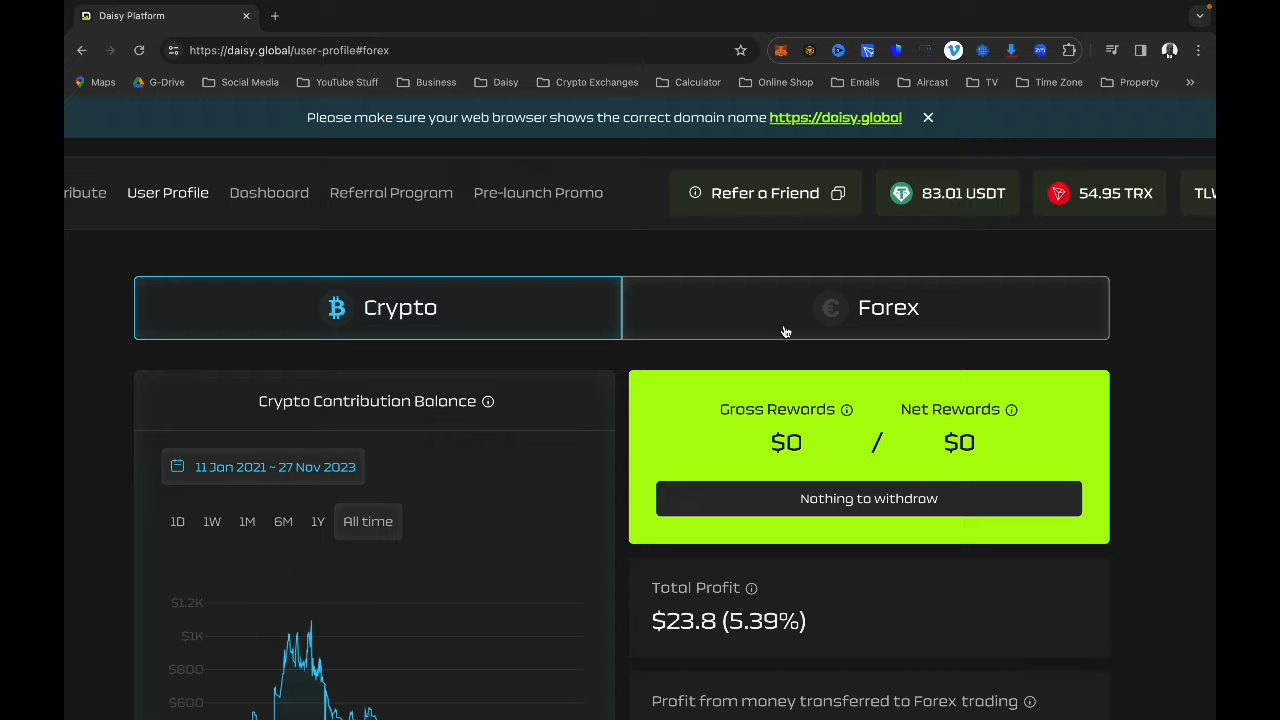 Daisy Platform
https://daisy.global/user-profile#forex
Maps G-Drive Social Media YouTube Stuff Business Daisy Crypto Exchanges Calculator Online Shop Emails Aircast TV Time Zone Property »
Please make sure your web browser shows the correct domain name https://daisy.global
ribute User Profile Dashboard Referral Program Pre-launch Promo Refer a Friend 83.01 USDT 54.95 TRX TLW
Crypto Forex
Crypto Contribution Balance
Gross Rewards Net Rewards
$0 / $0
11 Jan 2021 ~ 27 Nov 2023
Nothing to withdraw
1D 1W 1M 6M 1Y All time
Total Profit
$1.2K
$23.8 (5.39%)
$1K
$800
$600
Profit from money transferred to Forex trading